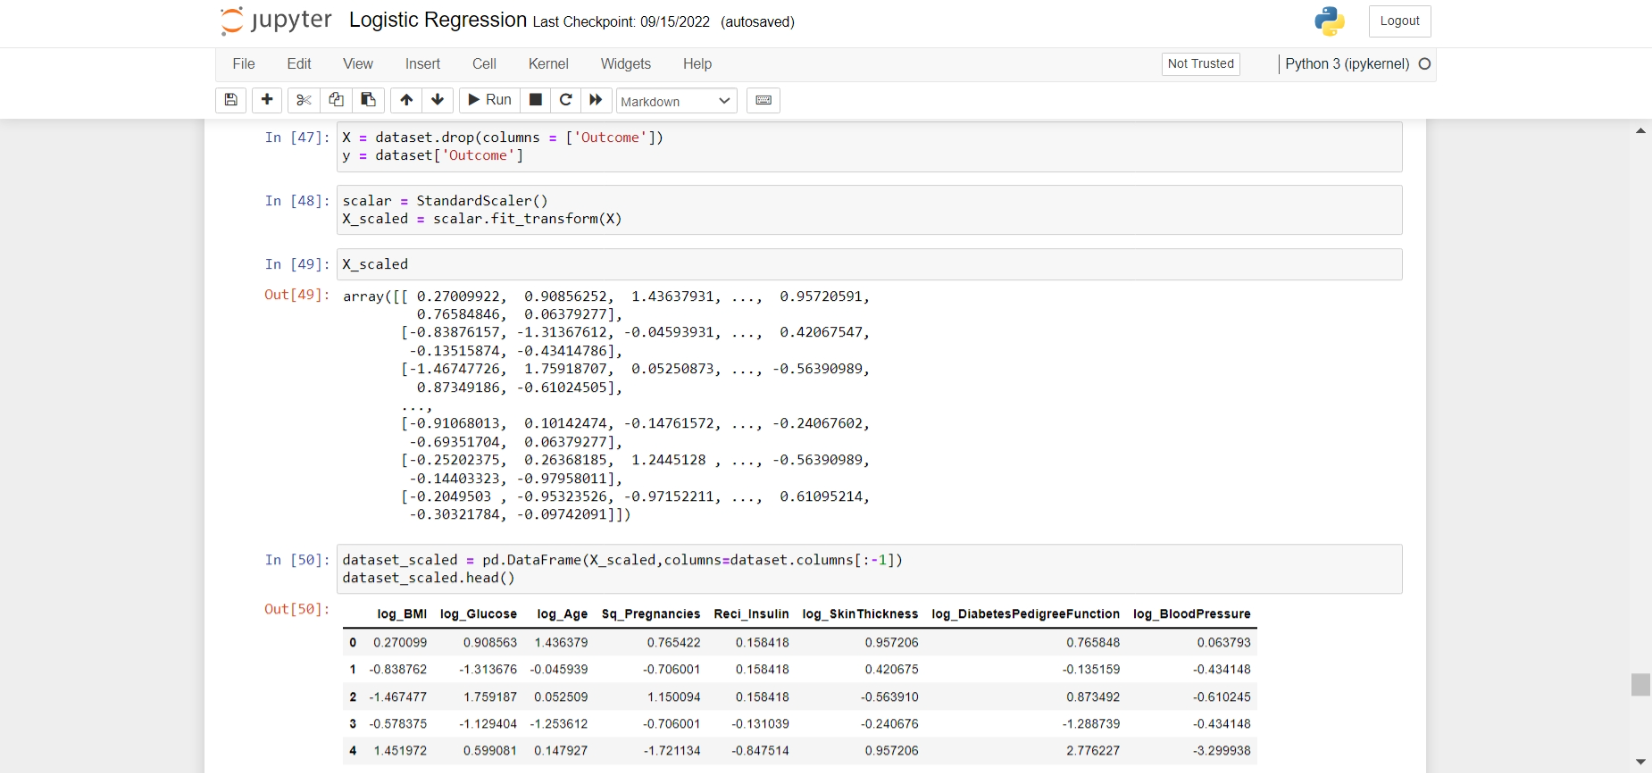 jupyter Logistic Regression Last Checkpoint: 09/15/2022 (autosaved) Logout
File Edit View Insert Cell Kernel Widgets Help Not Trusted Python 3 (ipykernel)
Run Markdown
In [47]: X = dataset.drop(columns = ['Outcome'])
y = dataset['Outcome']
In [48]: scalar = StandardScaler()
X_scaled = scalar.fit_transform(X)
In [49]: X_scaled
Out[49]: array([[ 0.27009922, 0.90856252, 1.43637931, ..., 0.95720591,
0.76584846, 0.06379277],
[-0.83876157, -1.31367612, -0.04593931, ..., 0.42067547,
-0.13515874, -0.43414786],
[-1.46747726, 1.75918707, 0.05250873, ..., -0.56390989,
0.87349186, -0.61024505],
...,
[-0.91068013, 0.10142474, -0.14761572, ..., -0.24067602,
-0.69351704, 0.06379277],
[-0.25202375, 0.26368185, 1.2445128 , ..., -0.56390989,
-0.14403323, -0.97958011],
[-0.2049503 , -0.95323526, -0.97152211, ..., 0.61095214,
-0.30321784, -0.09742091]])
In [50]: dataset_scaled = pd.DataFrame(X_scaled,columns=dataset.columns[:-1])
dataset_scaled.head()
Out[50]: log_BMI log_Glucose log_Age Sq_Pregnancies Reci_Insulin log_SkinThickness log_DiabetesPedigreeFunction log_BloodPressure
0 0.270099 0.908563 1.436379 0.765422 0.158418 0.957206 0.765848 0.063793
1 -0.838762 -1.313676 -0.045939 -0.706001 0.158418 0.420675 -0.135159 -0.434148
2 -1.467477 1.759187 0.052509 1.150094 0.158418 -0.563910 0.873492 -0.610245
3 -0.578375 -1.129404 -1.253612 -0.706001 -0.131039 -0.240676 -1.288739 -0.434148
4 1.451972 0.599081 0.147927 -1.721134 -0.847514 0.957206 2.776227 -3.299938